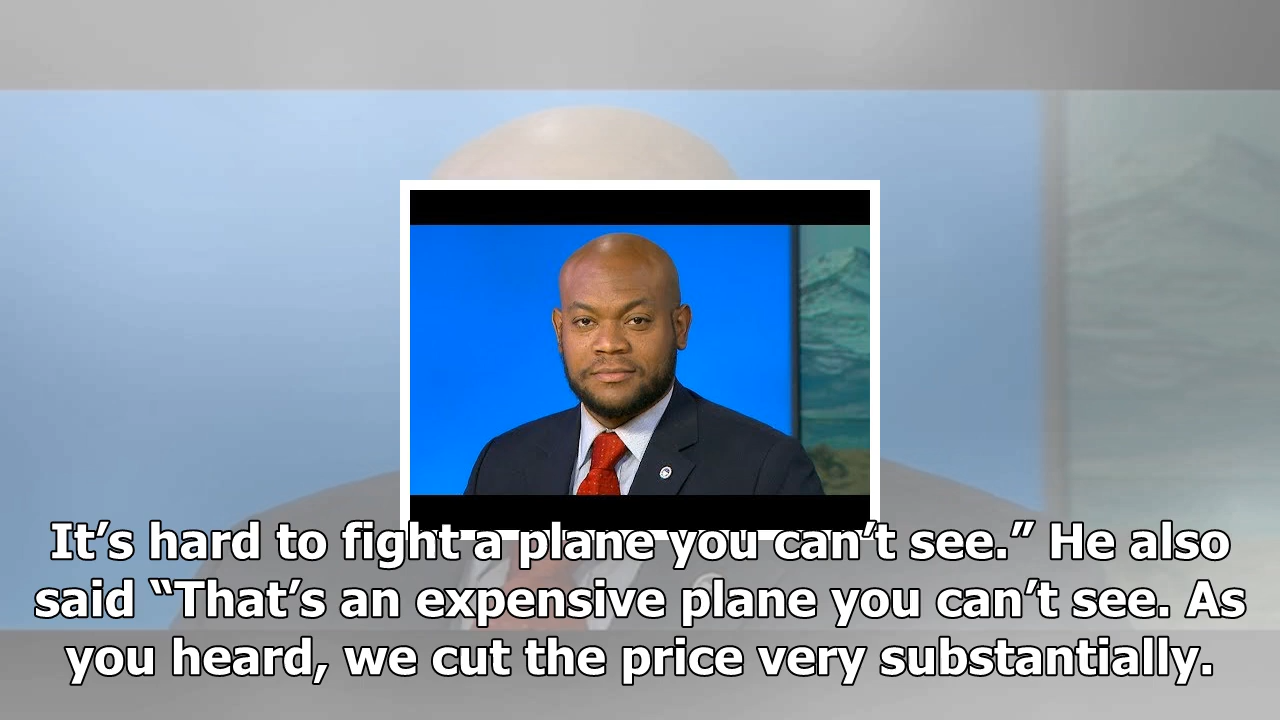 It’s hard to fight a plane you can’t see.” He also
said “That’s an expensive plane you can’t see. As
you heard, we cut the price very substantially.